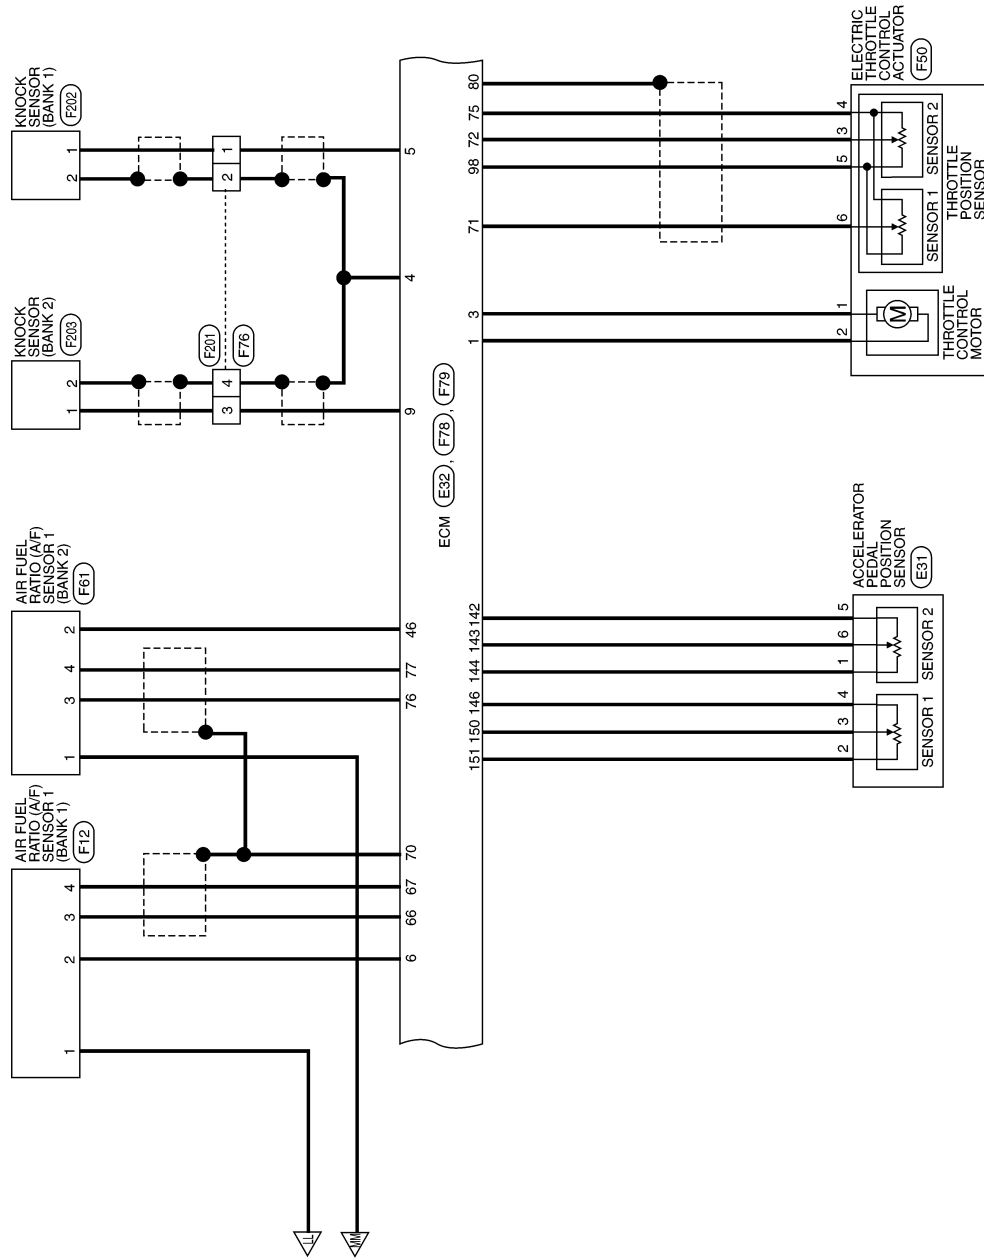 KNOCK
SENSOR
(BANK 1)
F202
1
2
1
2
5
4
KNOCK
SENSOR
(BANK 2)
F203
2
1
F201
F76
4
3
9
AIR FUEL
RATIO (A/F)
SENSOR 1
(BANK 2)
F61
2
4
3
1
46
77
76
AIR FUEL
RATIO (A/F)
SENSOR 1
(BANK 1)
F12
4
3
2
1
70
67
66
6
LL
MM
ECM E32 , F78 , F79
80
75
72
98
71
3
1
ELECTRIC
THROTTLE
CONTROL
ACTUATOR
F50
4
3
5
6
1
2
SENSOR 2
SENSOR 1
THROTTLE
POSITION
SENSOR
M
THROTTLE
CONTROL
MOTOR
142
143
144
146
150
151
ACCELERATOR
PEDAL
POSITION
SENSOR
E31
5
6
1
4
3
2
SENSOR 2
SENSOR 1